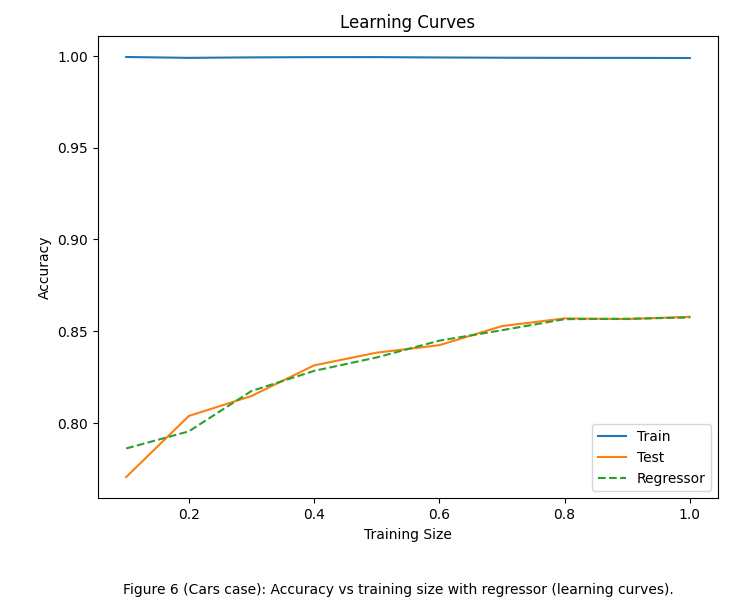 Learning Curves
1.00
0.95
0.90
0.85
0.80
Accuracy
Train
Test
Regressor
0.2 0.4 0.6 0.8 1.0
Training Size
Figure 6 (Cars case): Accuracy vs training size with regressor (learning curves).